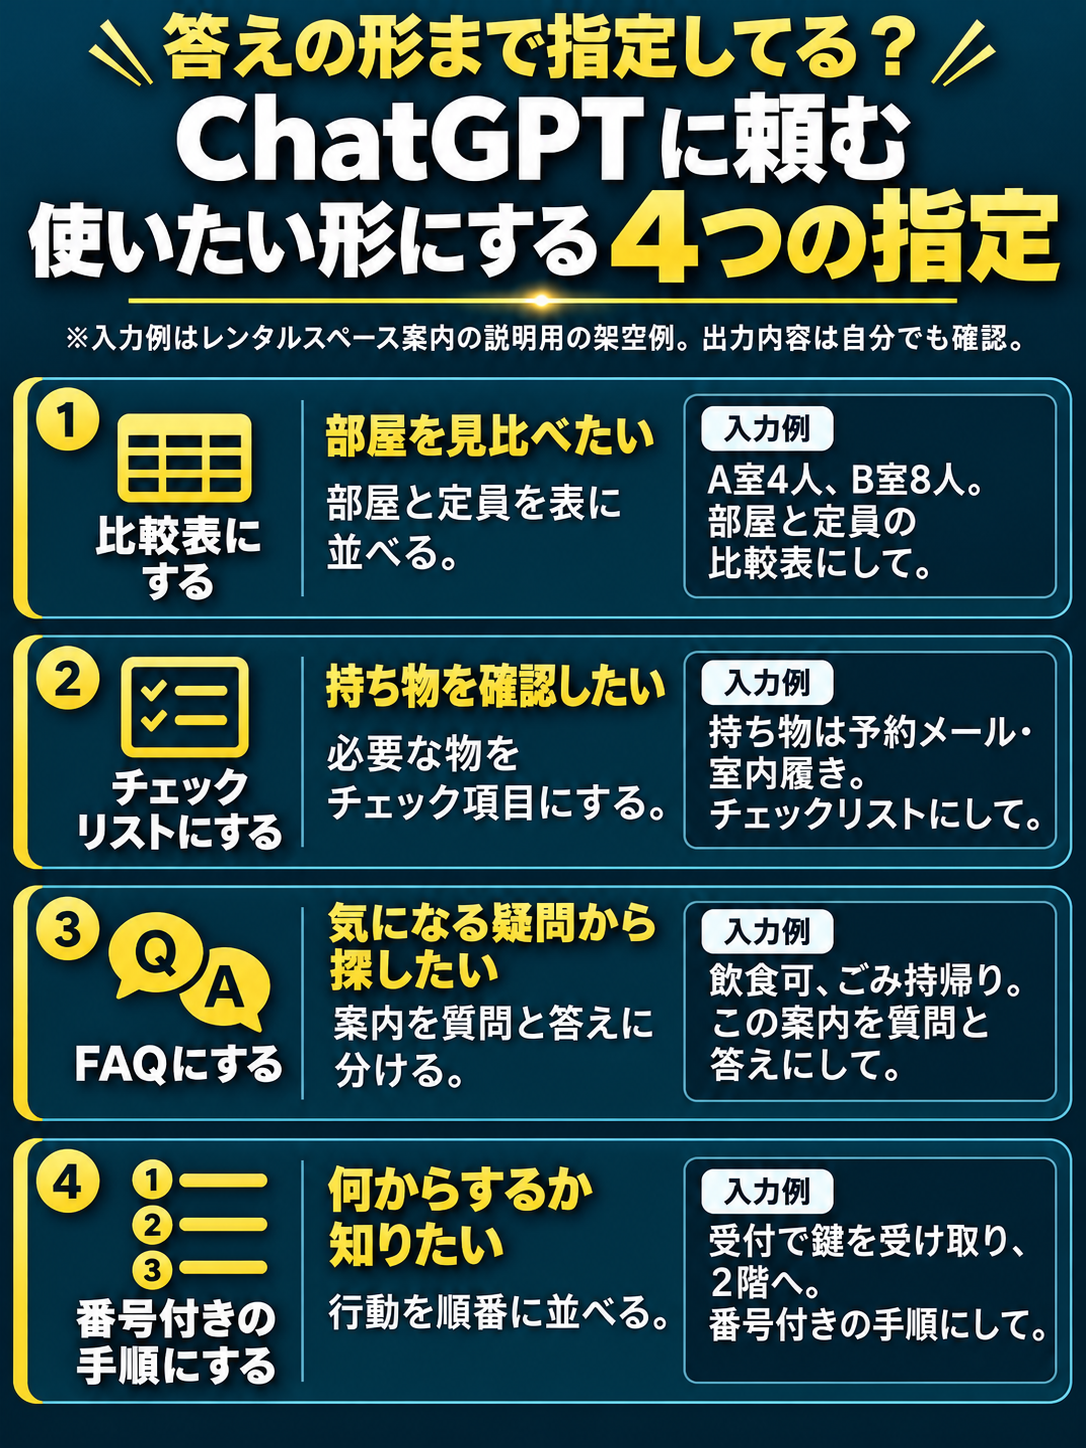 答えの形まで指定してる?
ChatGPTに頼む
使いたい形にする4つの指定
※入力例はレンタルスペース案内の説明用の架空例。出力内容は自分でも確認。
1
比較表に
する
部屋を見比べたい
部屋と定員を表に
並べる。
入力例
A室4人、B室8人。
部屋と定員の
比較表にして。
2
チェック
リストにする
持ち物を確認したい
必要な物を
チェック項目にする。
入力例
持ち物は予約メール・
室内履き。
チェックリストにして。
3
Q
A
FAQにする
気になる疑問から
探したい
案内を質問と答えに
分ける。
入力例
飲食可、ごみ持帰り。
この案内を質問と
答えにして。
4
1
2
3
番号付きの
手順にする
何からするか
知りたい
行動を順番に並べる。
入力例
受付で鍵を受け取り、
2階へ。
番号付きの手順にして。